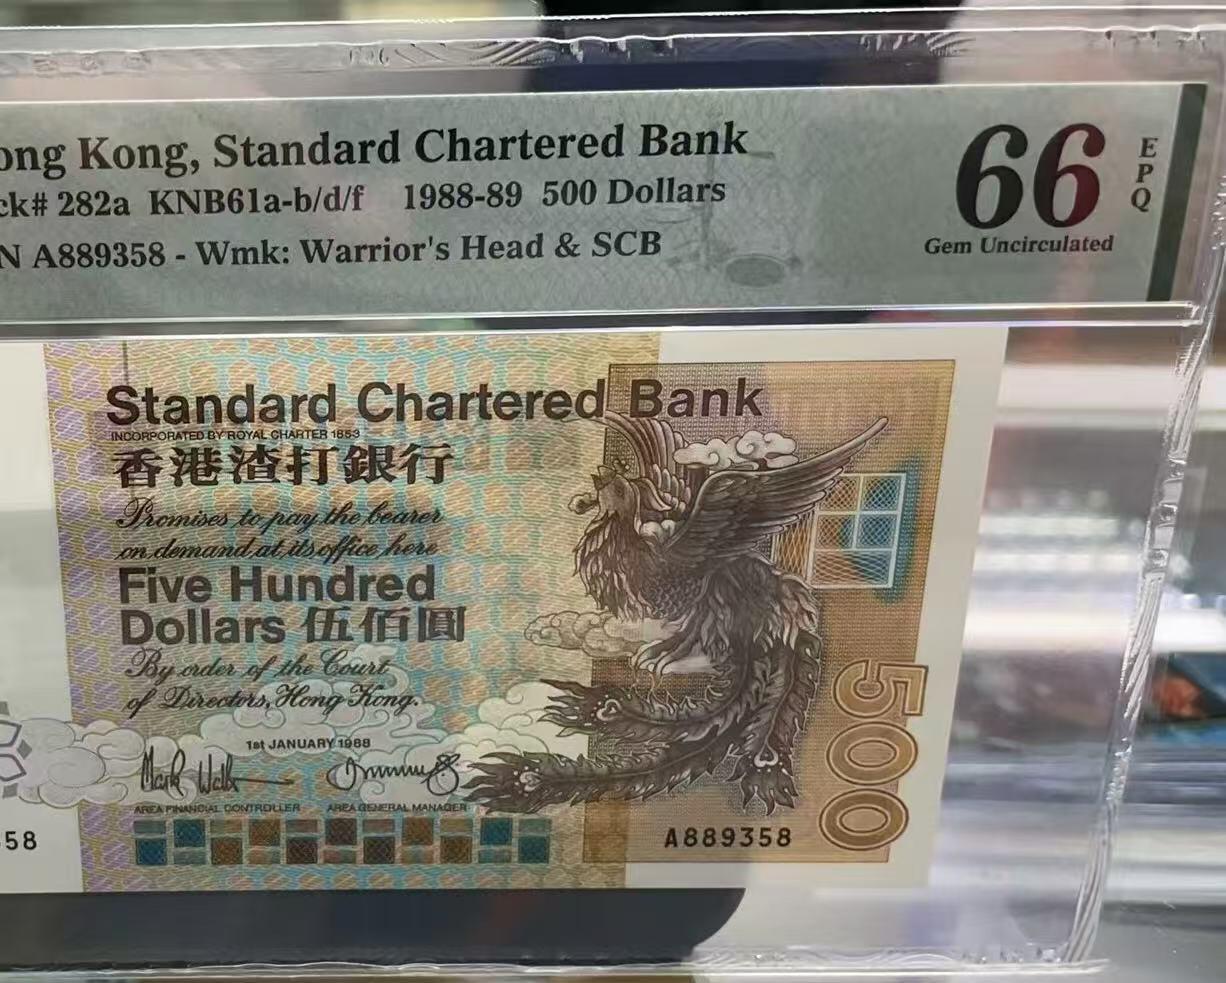 ong Kong, Standard Chartered Bank
ck# 282a KNB61a-b/d/f 1988-89 500 Dollars
N A889358 - Wmk: Warrior's Head & SCB
66
EPQ
Gem Uncirculated
Standard Chartered Bank
INCORPORATED BY ROYAL CHARTER 1853
香港渣打銀行
Promises to pay the bearer
on demand at its office here
Five Hundred
Dollars 伍佰圓
By order of the Court
of Directors, Hong Kong.
1st JANUARY 1988
AREA FINANCIAL CONTROLLER AREA GENERAL MANAGER
58
A889358
500